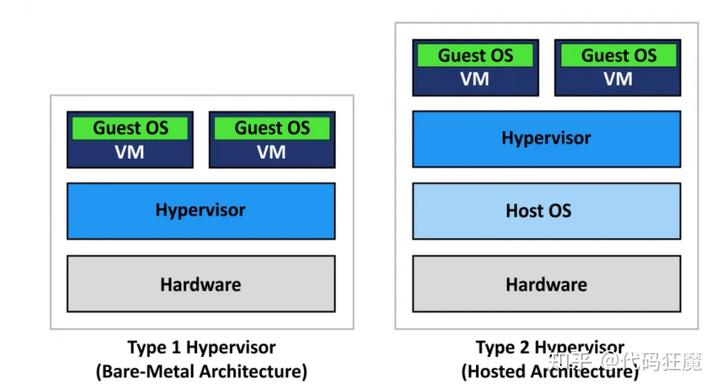 Guest OS
VM
Guest OS
VM
Hypervisor
Hardware
Type 1 Hypervisor
(Bare-Metal Architecture)
Guest OS
VM
Guest OS
VM
Hypervisor
Host OS
Hardware
Type 2 Hypervisor
(Hosted Architecture)
知乎 @代码狂魔